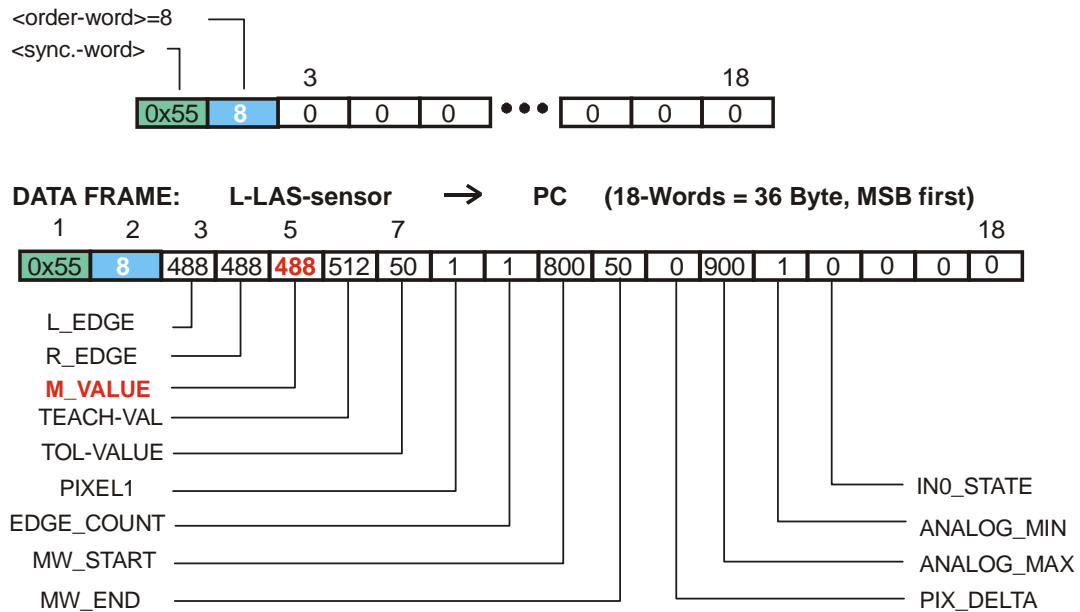 <order-word>=8
<sync.-word>
3 18
0x55 8 0 0 0 ••• 0 0 0
DATA FRAME: L-LAS-sensor → PC (18-Words = 36 Byte, MSB first)
1 2 3 5 7 18
0x55 8 488 488 488 512 50 1 1 800 50 0 900 1 0 0 0 0
L_EDGE
R_EDGE
M_VALUE
TEACH-VAL
TOL-VALUE
PIXEL1 IN0_STATE
EDGE_COUNT ANALOG_MIN
MW_START ANALOG_MAX
MW_END PIX_DELTA